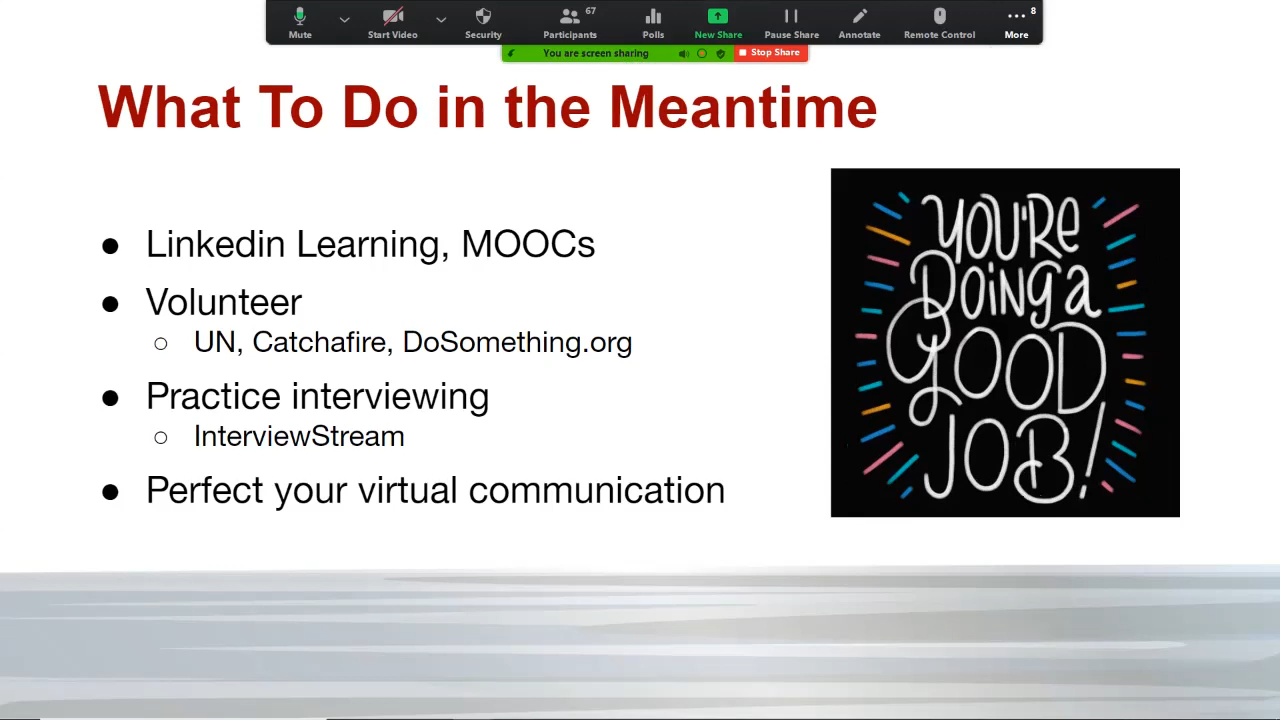 67
8
Mute
Start Video
Security
Participants
Polls
New Share
Pause Share
Annotate
Remote Control
More
You are screen sharing
Stop Share
What To Do in the Meantime
● Linkedin Learning, MOOCs
● Volunteer
○ UN, Catchafire, DoSomething.org
● Practice interviewing
○ InterviewStream
● Perfect your virtual communication
YOU'RE
DOiNG a
GOOD
JOB!